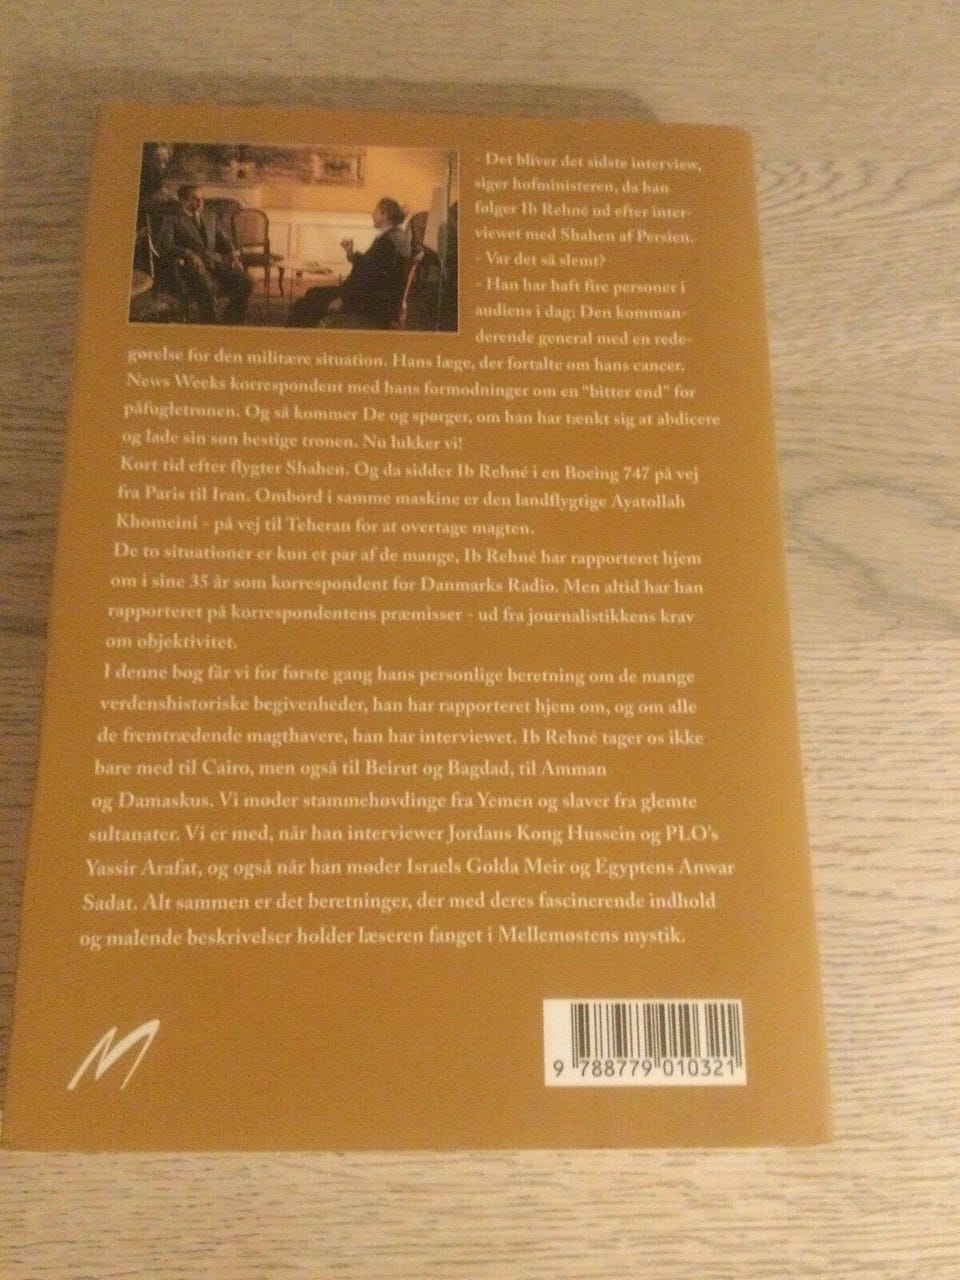 - Det bliver det sidste interview,
siger hofministeren, da han
følger Ib Rehné ud efter inter-
viewet med Shahen af Persien.
- Var det så slemt?
- Han har haft fire personer i
audiens i dag: Den komman-
derende general med en rede-
gørelse for den militære situation. Hans læge, der fortalte om hans cancer.
News Weeks korrespondent med hans formodninger om en "bitter end" for
påfugletronen. Og så kommer De og spørger, om han har tænkt sig at abdicere
og lade sin søn bestige tronen. Nu lukker vi!
Kort tid efter flygter Shahen. Og da sidder Ib Rehné i en Boeing 747 på vej
fra Paris til Iran. Ombord i samme maskine er den landflygtige Ayatollah
Khomeini - på vej til Teheran for at overtage magten.
De to situationer er kun et par af de mange, Ib Rehné har rapporteret hjem
om i sine 35 år som korrespondent for Danmarks Radio. Men altid har han
rapporteret på korrespondentens præmisser - ud fra journalistikkens krav
om objektivitet.
I denne bog får vi for første gang hans personlige beretning om de mange
verdenshistoriske begivenheder, han har rapporteret hjem om, og om alle
de fremtrædende magthavere, han har interviewet. Ib Rehné tager os ikke
bare med til Cairo, men også til Beirut og Bagdad, til Amman
og Damaskus. Vi møder stammehøvdinge fra Yemen og slaver fra glemte
sultanater. Vi er med, når han interviewer Jordans Kong Hussein og PLO's
Yassir Arafat, og også når han møder Israels Golda Meir og Egyptens Anwar
Sadat. Alt sammen er det beretninger, der med deres fascinerende indhold
og malende beskrivelser holder læseren fanget i Mellemøstens mystik.
M
9 788779 010321